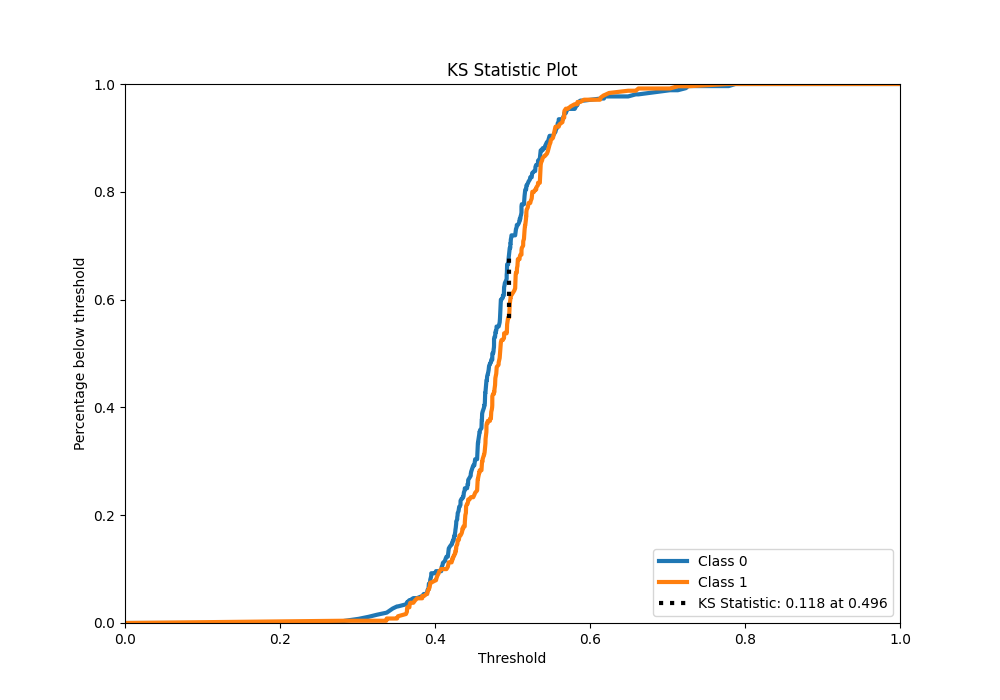 KS Statistic Plot
1.0
0.8
0.6
0.4
0.2
0.0
Percentage below threshold
0.0 0.2 0.4 0.6 0.8 1.0
Threshold
Class 0
Class 1
KS Statistic: 0.118 at 0.496